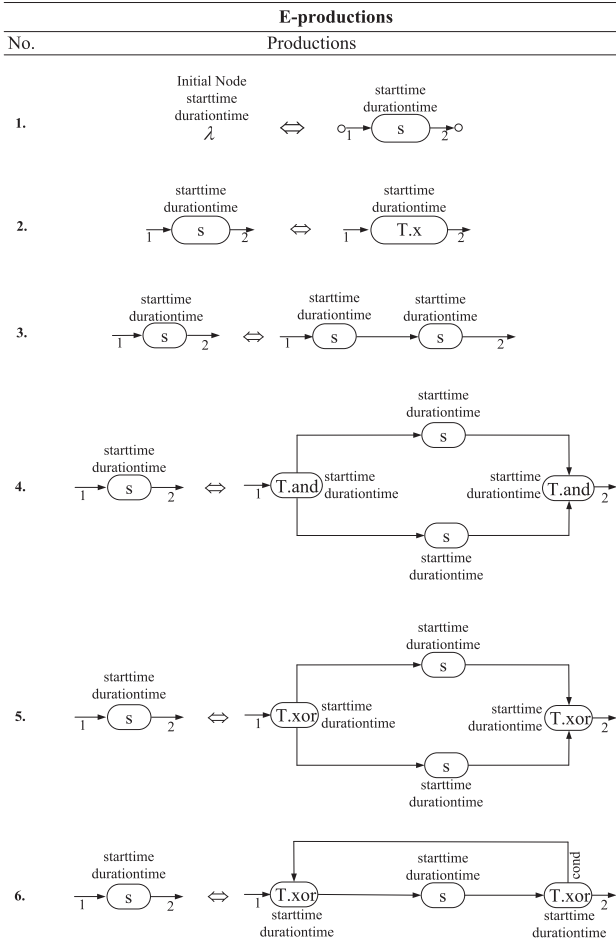 E-productions
No. Productions
Initial Node
starttime
durationtime
λ
⇔
starttime
durationtime
1 s 2
1.
starttime
durationtime
1 s 2
⇔
starttime
durationtime
1 T.x 2
2.
starttime
durationtime
1 s 2
⇔
starttime
durationtime
1 s
starttime
durationtime
s 2
3.
starttime
durationtime
1 s 2
4.
⇔
starttime
durationtime
s
1 T.and starttime
durationtime
starttime
durationtime T.and 2
s
starttime
durationtime
starttime
durationtime
1 s 2
5.
⇔
starttime
durationtime
s
1 T.xor starttime
durationtime
starttime
durationtime T.xor 2
s
starttime
durationtime
starttime
durationtime
1 s 2
6.
⇔
cond
1 T.xor
starttime
durationtime
starttime
durationtime
s
T.xor 2
starttime
durationtime